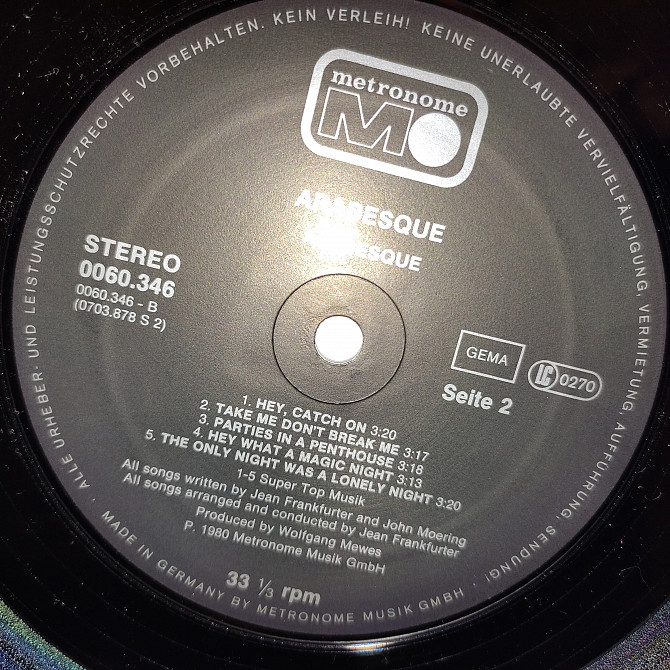 ALLE URHEBER- UND LEISTUNGSSCHUTZRECHTE VORBEHALTEN. KEIN VERLEIH! KEINE UNERLAUBTE VERVIELFÄLTIGUNG, VERMIETUNG, AUFFÜHRUNG, SENDUNG!
metronome
MO
ARABESQUE
ARABESQUE
STEREO
0060.346
0060.346 - B
(0703.878 S 2)
GEMA
LC 0270
Seite 2
1. HEY, CATCH ON 3:20
2. TAKE ME DON'T BREAK ME 3:17
3. PARTIES IN A PENTHOUSE 3:18
4. HEY WHAT A MAGIC NIGHT 3:13
5. THE ONLY NIGHT WAS A LONELY NIGHT 3:20
1-5 Super Top Musik
All songs written by Jean Frankfurter and John Moering
All songs arranged and conducted by Jean Frankfurter
Produced by Wolfgang Mewes
P. 1980 Metronome Musik GmbH
33 1/3 rpm
MADE IN GERMANY BY METRONOME MUSIK GMBH